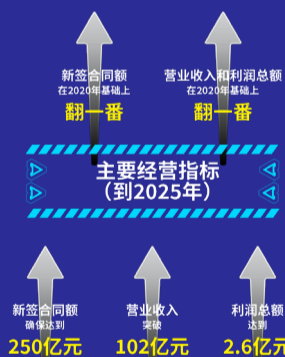 新签合同额
在2020年基础上
翻一番
营业收入和利润总额
在2020年基础上
翻一番
主要经营指标
（到2025年）
新签合同额
确保达到
250亿元
营业收入
突破
102亿元
利润总额
达到
2.6亿元